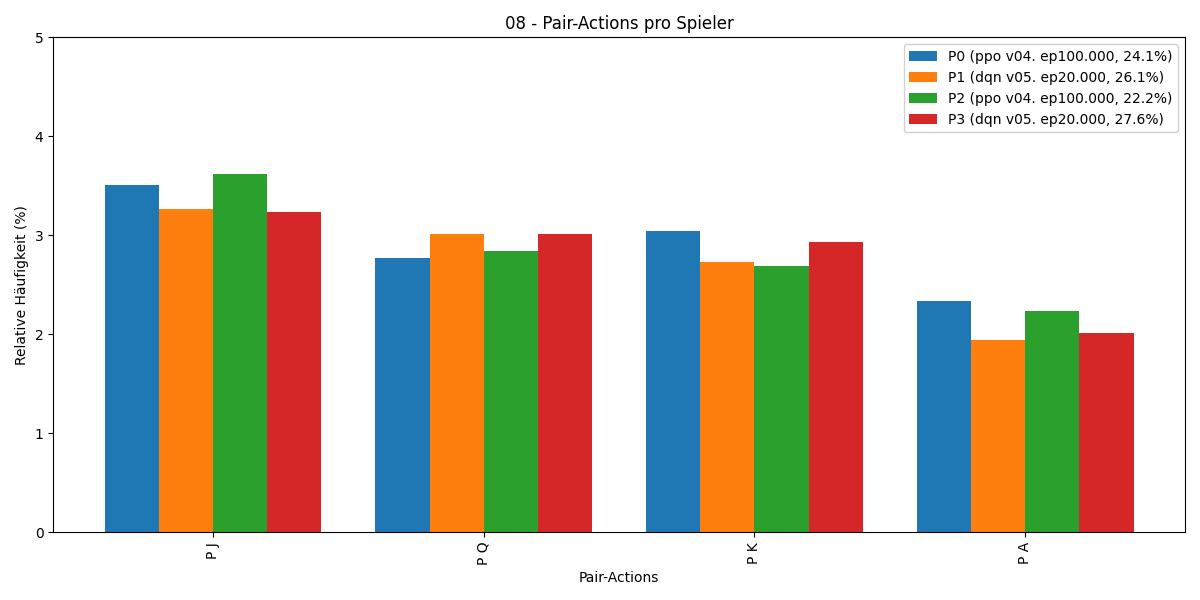 08 - Pair-Actions pro Spieler
P0 (ppo v04. ep100.000, 24.1%)
P1 (dqn v05. ep20.000, 26.1%)
P2 (ppo v04. ep100.000, 22.2%)
P3 (dqn v05. ep20.000, 27.6%)
Relative Häufigkeit (%)
5
4
3
2
1
0
P J
P Q
P K
P A
Pair-Actions